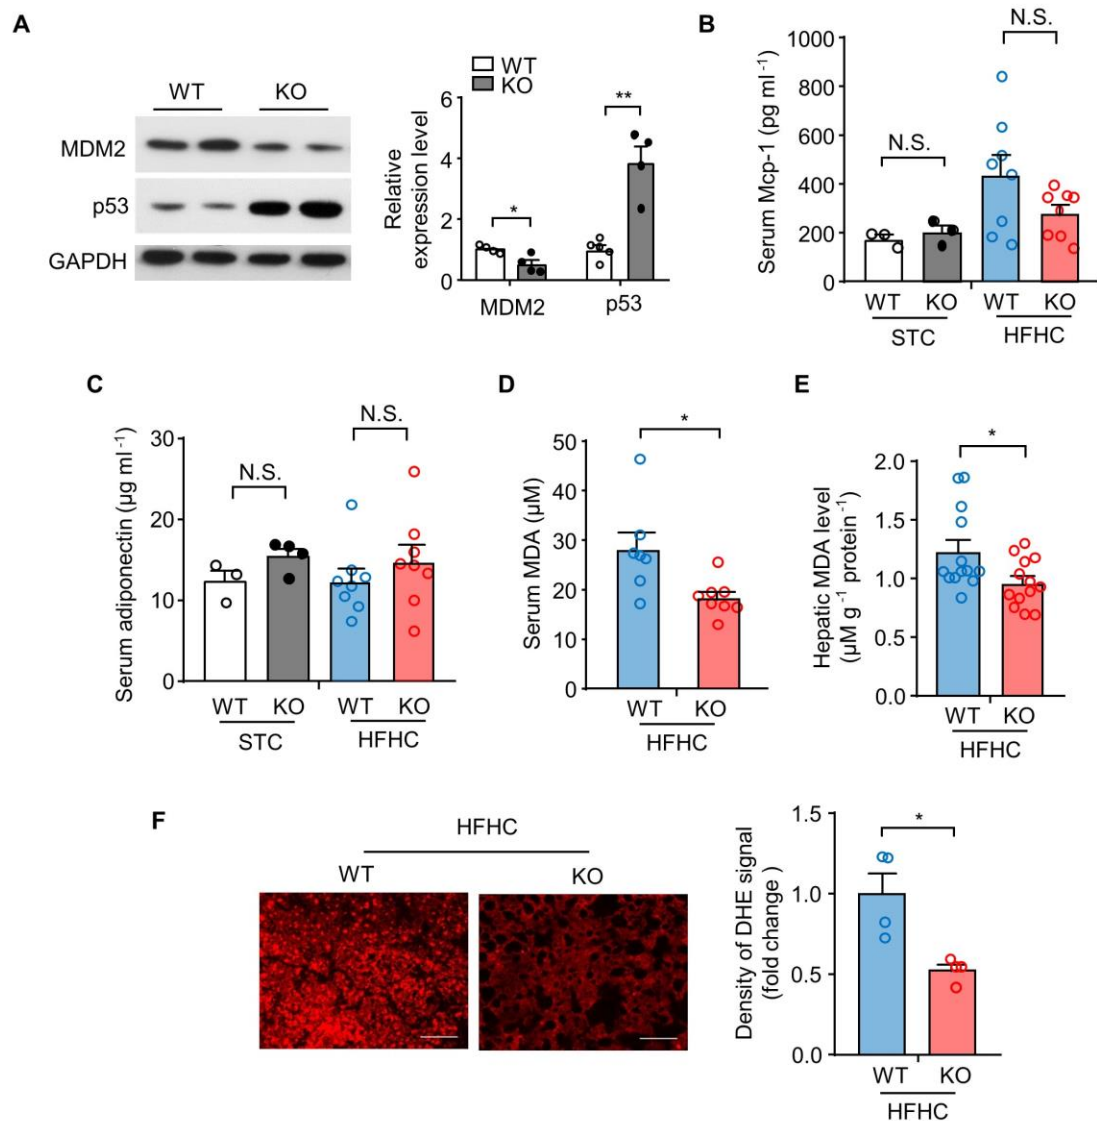 A
WT KO
MDM2
p53
GAPDH
WT
KO
Relative
expression level
6
4
2
0
*
**
MDM2 p53
B
N.S.
N.S.
Serum Mcp-1 (pg ml⁻¹)
1000
800
600
400
200
0
WT KO WT KO
STC HFHC
C
N.S.
N.S.
Serum adiponectin (µg ml⁻¹)
30
20
10
0
WT KO WT KO
STC HFHC
D
*
Serum MDA (µM)
50
40
30
20
10
0
WT KO
HFHC
E
*
Hepatic MDA level
(µM g⁻¹ protein⁻¹)
2.0
1.5
1.0
0.5
0.0
WT KO
HFHC
F
HFHC
WT KO
*
Density of DHE signal
(fold change )
1.5
1.0
0.5
0.0
WT KO
HFHC